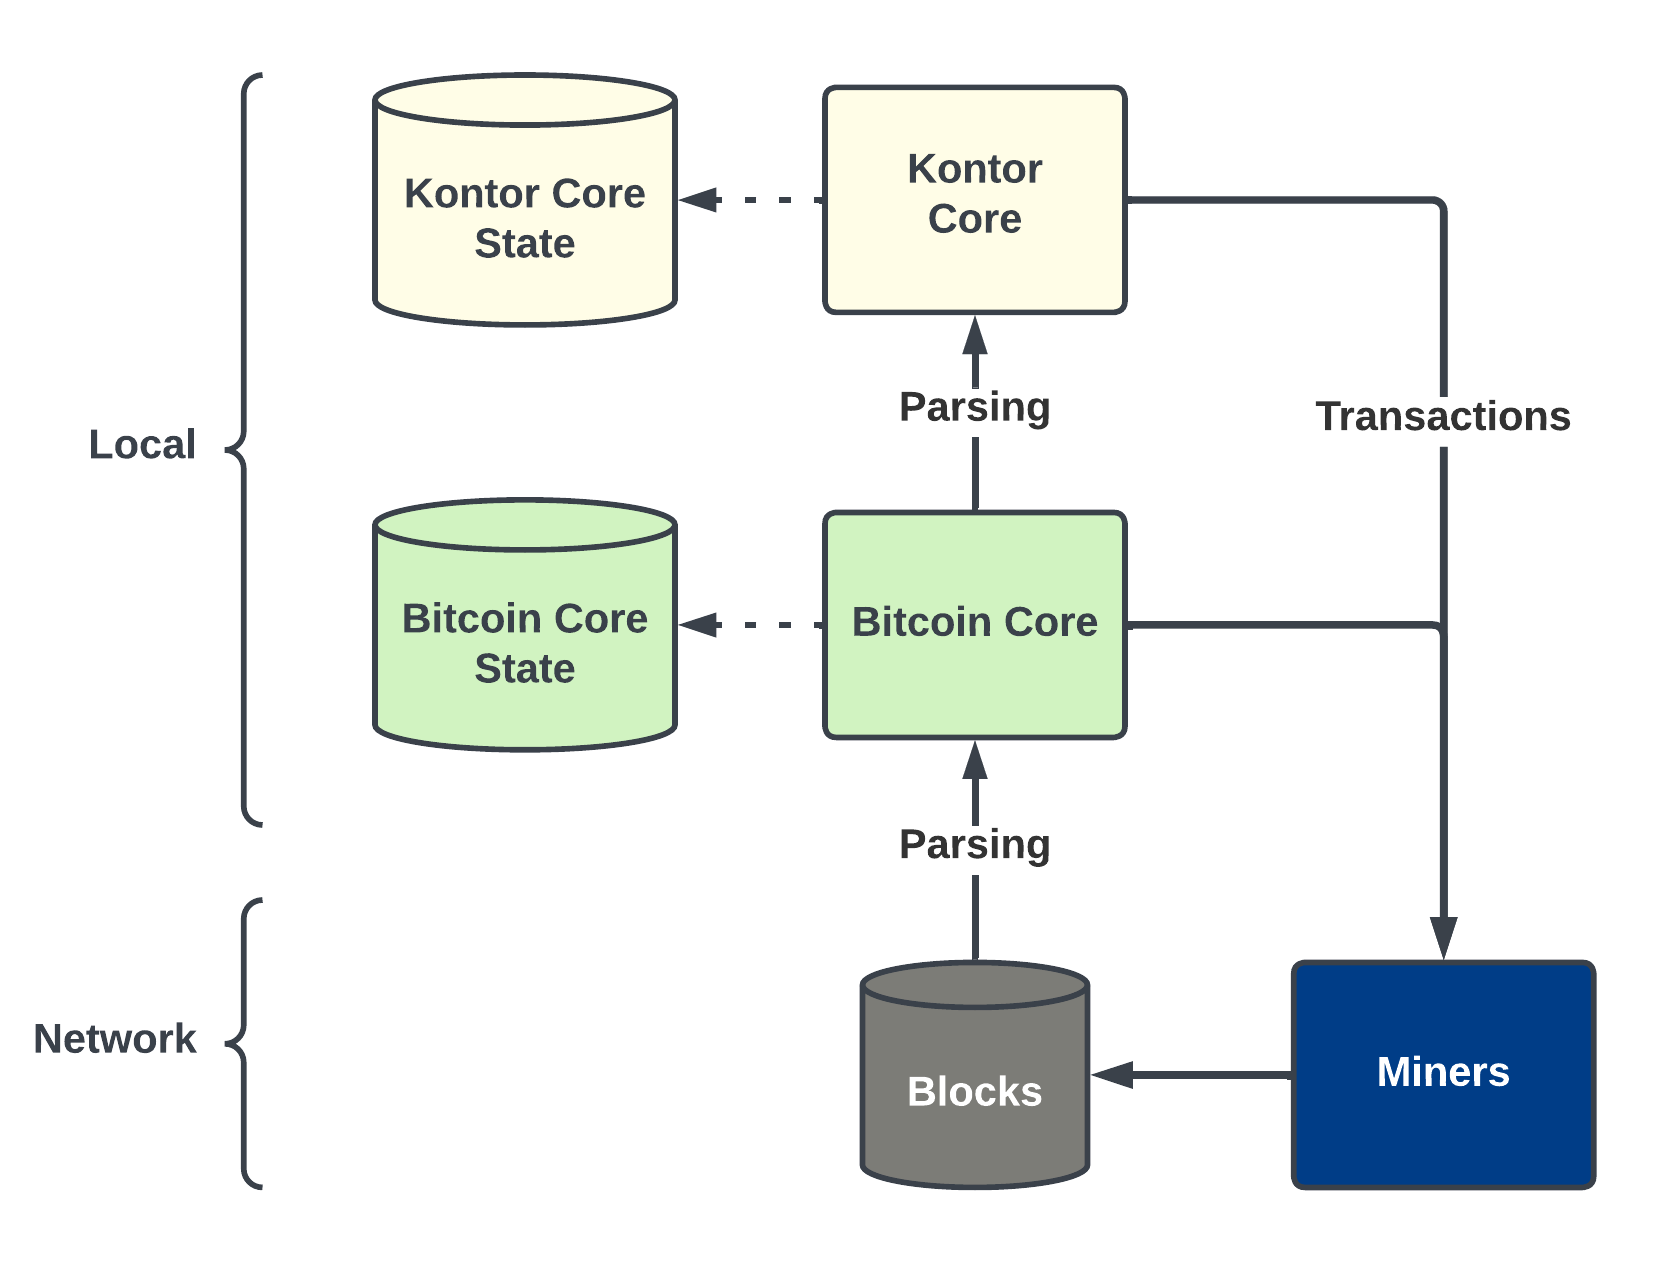 Kontor Core
State
Kontor
Core
Parsing
Transactions
Local
Bitcoin Core
State
Bitcoin Core
Parsing
Network
Blocks
Miners